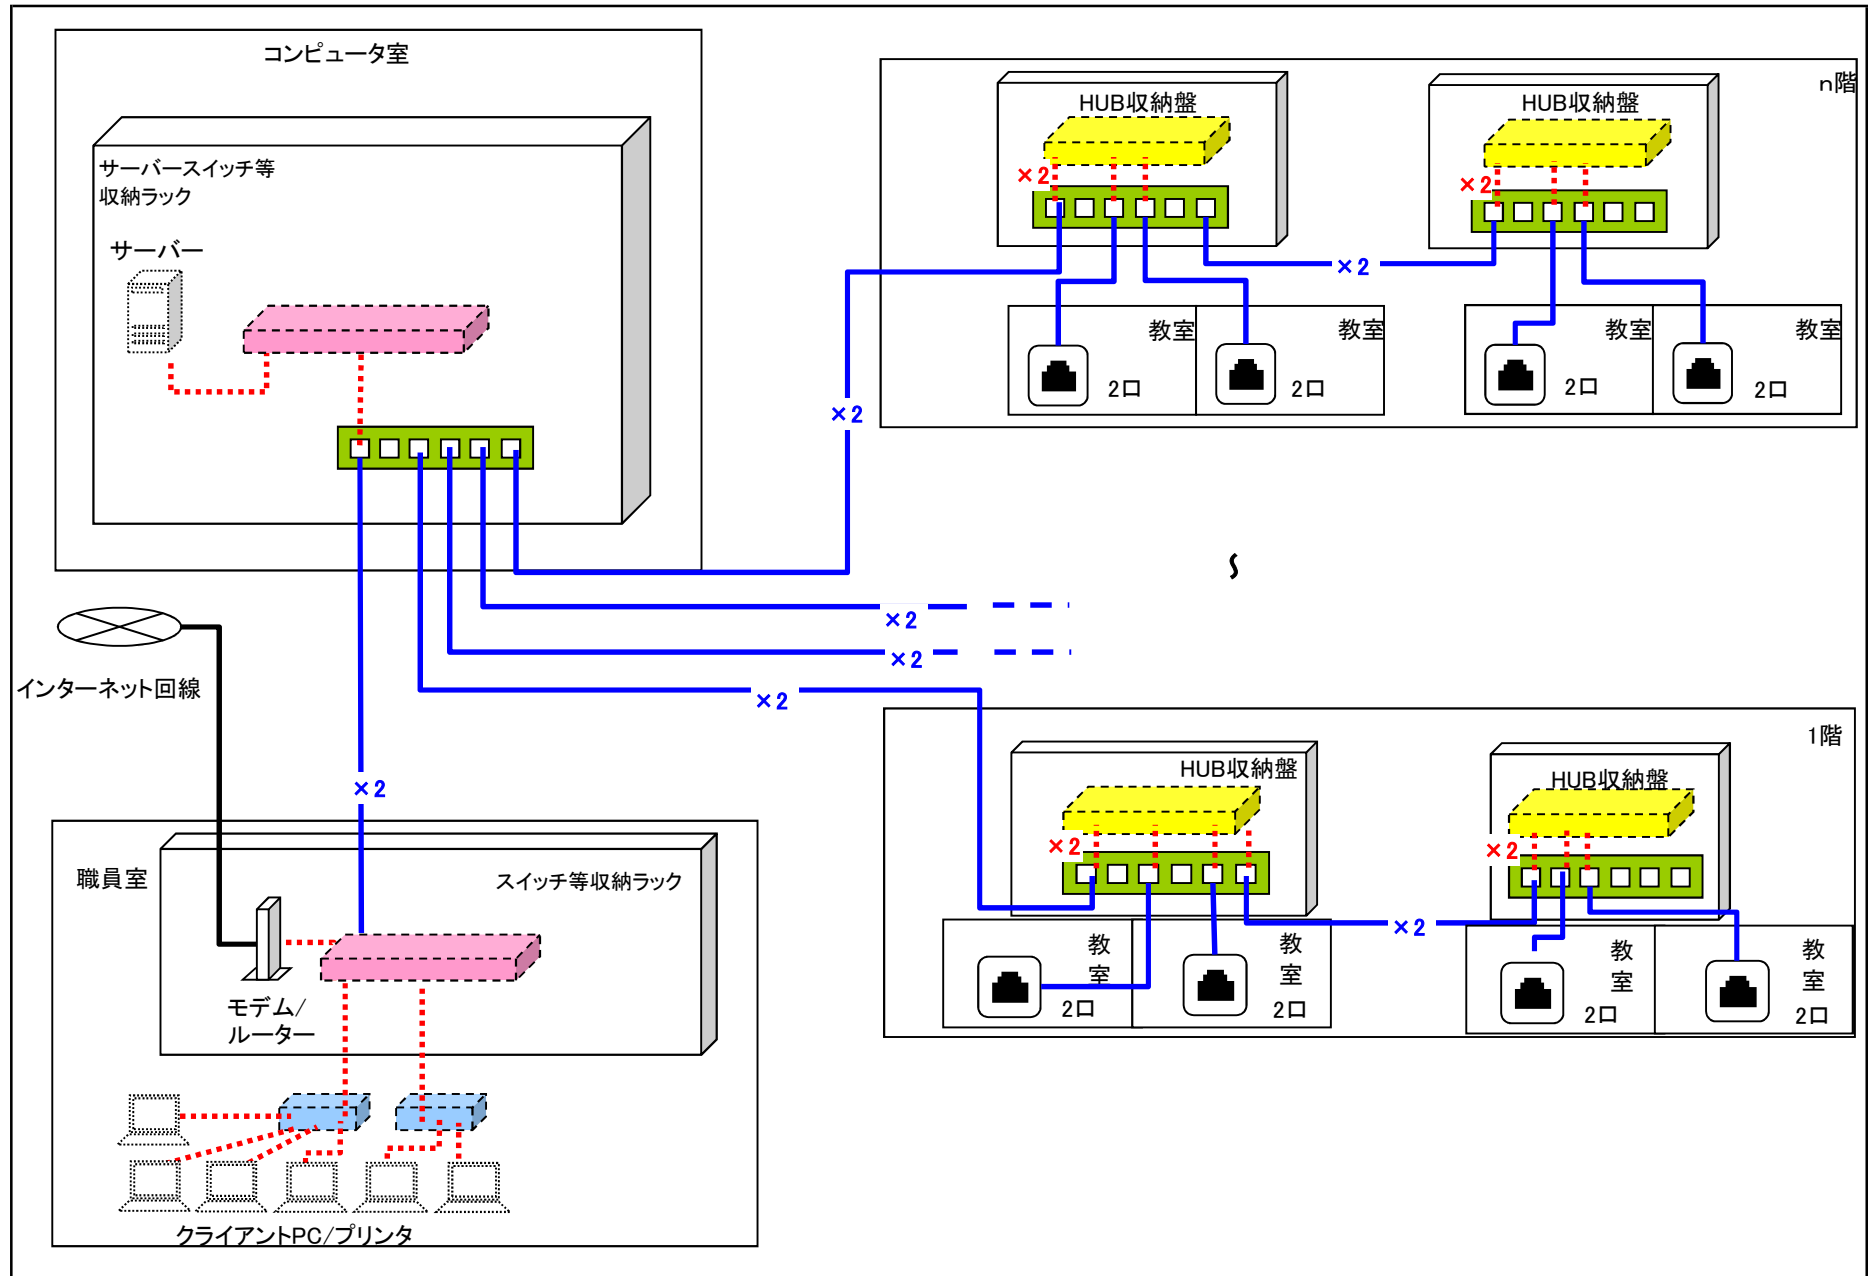 コンピュータ室
サーバースイッチ等
収納ラック
サーバー
n階
HUB収納盤
HUB収納盤
×2
×2
×2
教室
教室
教室
教室
2口
2口
2口
2口
×2
×2
×2
×2
インターネット回線
×2
1階
HUB収納盤
HUB収納盤
×2
×2
×2
教
室
2口
教
室
2口
教
室
2口
教
室
2口
職員室
スイッチ等収納ラック
モデム/
ルーター
クライアントPC/プリンタ